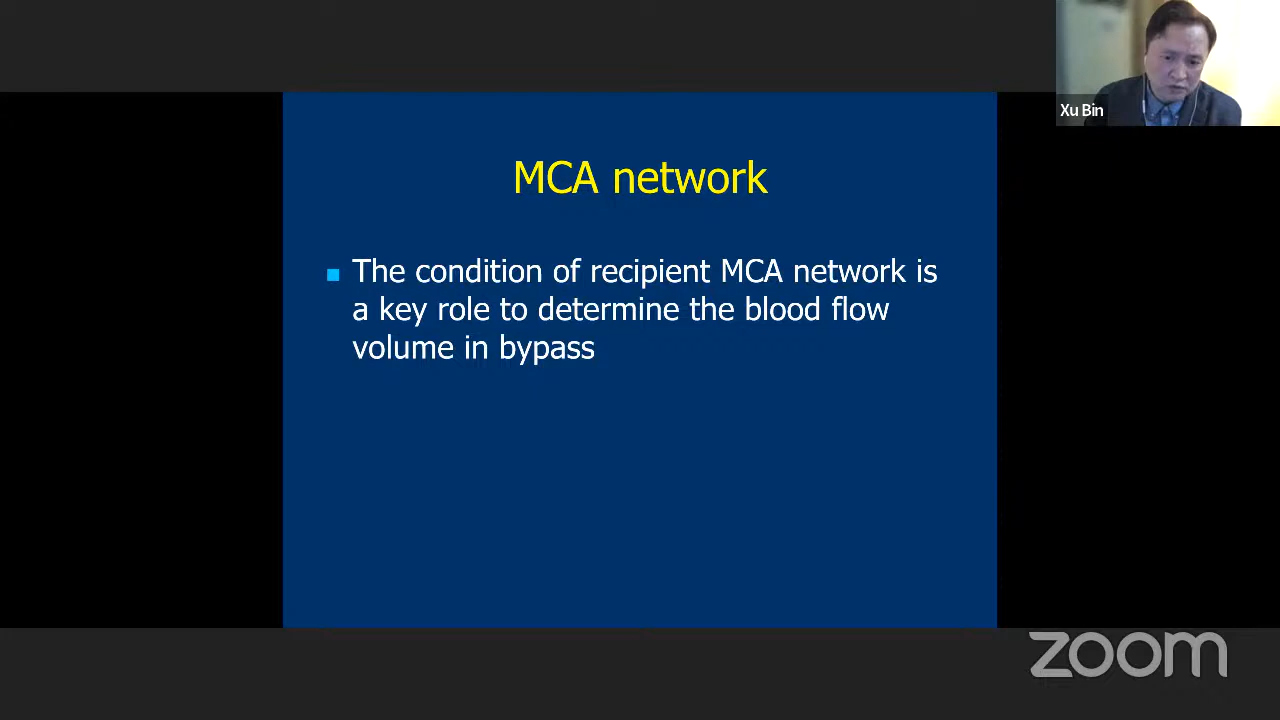 Xu Bin
MCA network
The condition of recipient MCA network is
a key role to determine the blood flow
volume in bypass
zoom